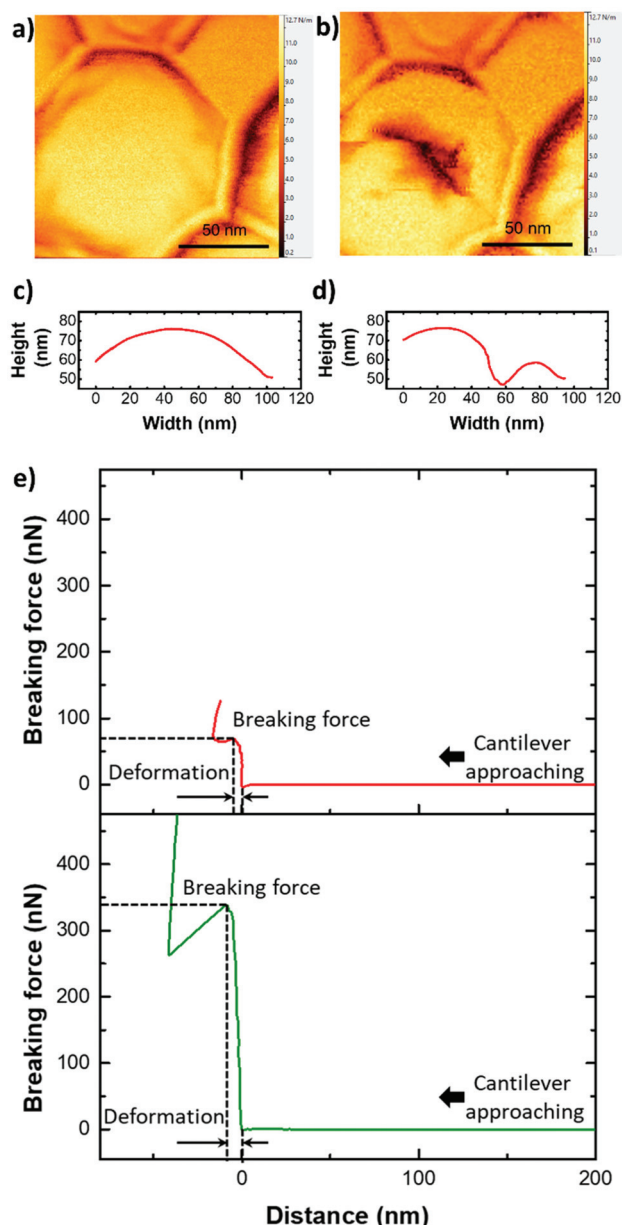 a)
12.7 N/m
11.0
10.0
9.0
8.0
7.0
6.0
5.0
4.0
3.0
2.0
1.0
0.2
50 nm
b)
12.7 N/m
11.0
10.0
9.0
8.0
7.0
6.0
5.0
4.0
3.0
2.0
1.0
0.1
50 nm
c)
Height
(nm)
80
70
60
50
0 20 40 60 80 100 120
Width (nm)
d)
Height
(nm)
80
70
60
50
0 20 40 60 80 100 120
Width (nm)
e)
Breaking force (nN)
400
300
200
100
0
Breaking force
Deformation
Cantilever
approaching
Breaking force (nN)
400
300
200
100
0
Breaking force
Deformation
Cantilever
approaching
0 100 200
Distance (nm)